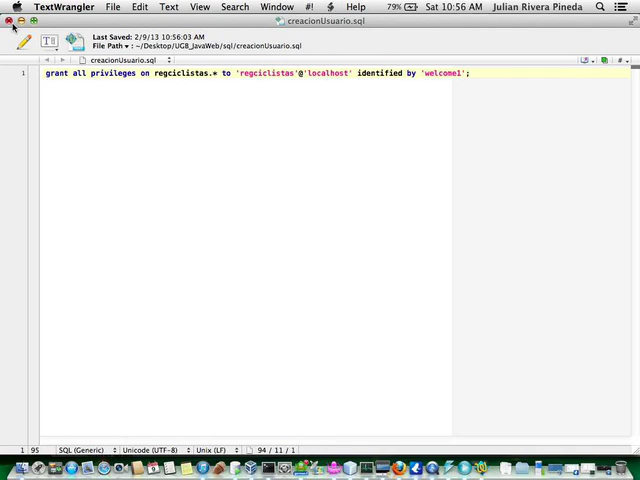 TextWrangler File Edit Text View Search Window #! Help 79% Sat 10:56 AM Julian Rivera Pineda
creacionUsuario.sql
Last Saved: 2/9/13 10:56:03 AM
File Path ▾ : ~/Desktop/UGB_JavaWeb/sql/creacionUsuario.sql
creacionUsuario.sql
1 grant all privileges on regciclistas.* to 'regciclistas'@'localhost' identified by 'welcome1';
1 95 SQL (Generic) Unicode (UTF-8) Unix (LF) 94 / 11 / 1